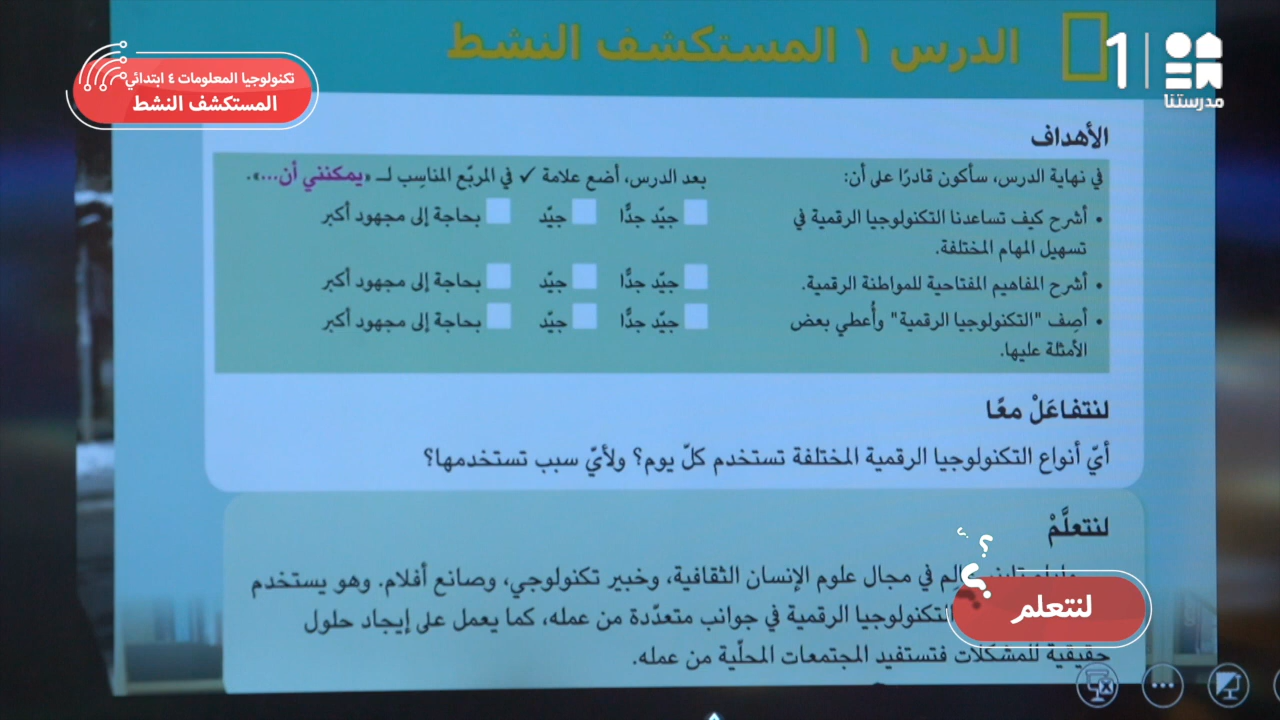 مدرستنا
1
تكنولوجيا المعلومات ٤ ابتدائي
المستكشف النشط
الدرس ١ المستكشف النشط
الأهداف
في نهاية الدرس، سأكون قادرًا على أن:
بعد الدرس، أضع علامة ✓ في المربّع المناسِب لـ «يمكنني أن...».
• أشرح كيف تساعدنا التكنولوجيا الرقمية في
تسهيل المهام المختلفة.
جيّد جدًّا جيّد بحاجة إلى مجهود أكبر
• أشرح المفاهيم المفتاحية للمواطنة الرقمية.
جيّد جدًّا جيّد بحاجة إلى مجهود أكبر
• أصِف "التكنولوجيا الرقمية" وأُعطي بعض
الأمثلة عليها.
جيّد جدًّا جيّد بحاجة إلى مجهود أكبر
لنتفاعَلْ معًا
أيّ أنواع التكنولوجيا الرقمية المختلفة تستخدم كلّ يوم؟ ولأيّ سبب تستخدمها؟
لنتعلَّمْ
في مجال علوم الإنسان الثقافية، وخبير تكنولوجي، وصانع أفلام. وهو يستخدم
التكنولوجيا الرقمية في جوانب متعدّدة من عمله، كما يعمل على إيجاد حلول
حقيقية للمشكلات فتستفيد المجتمعات المحلّية من عمله.
لنتعلم